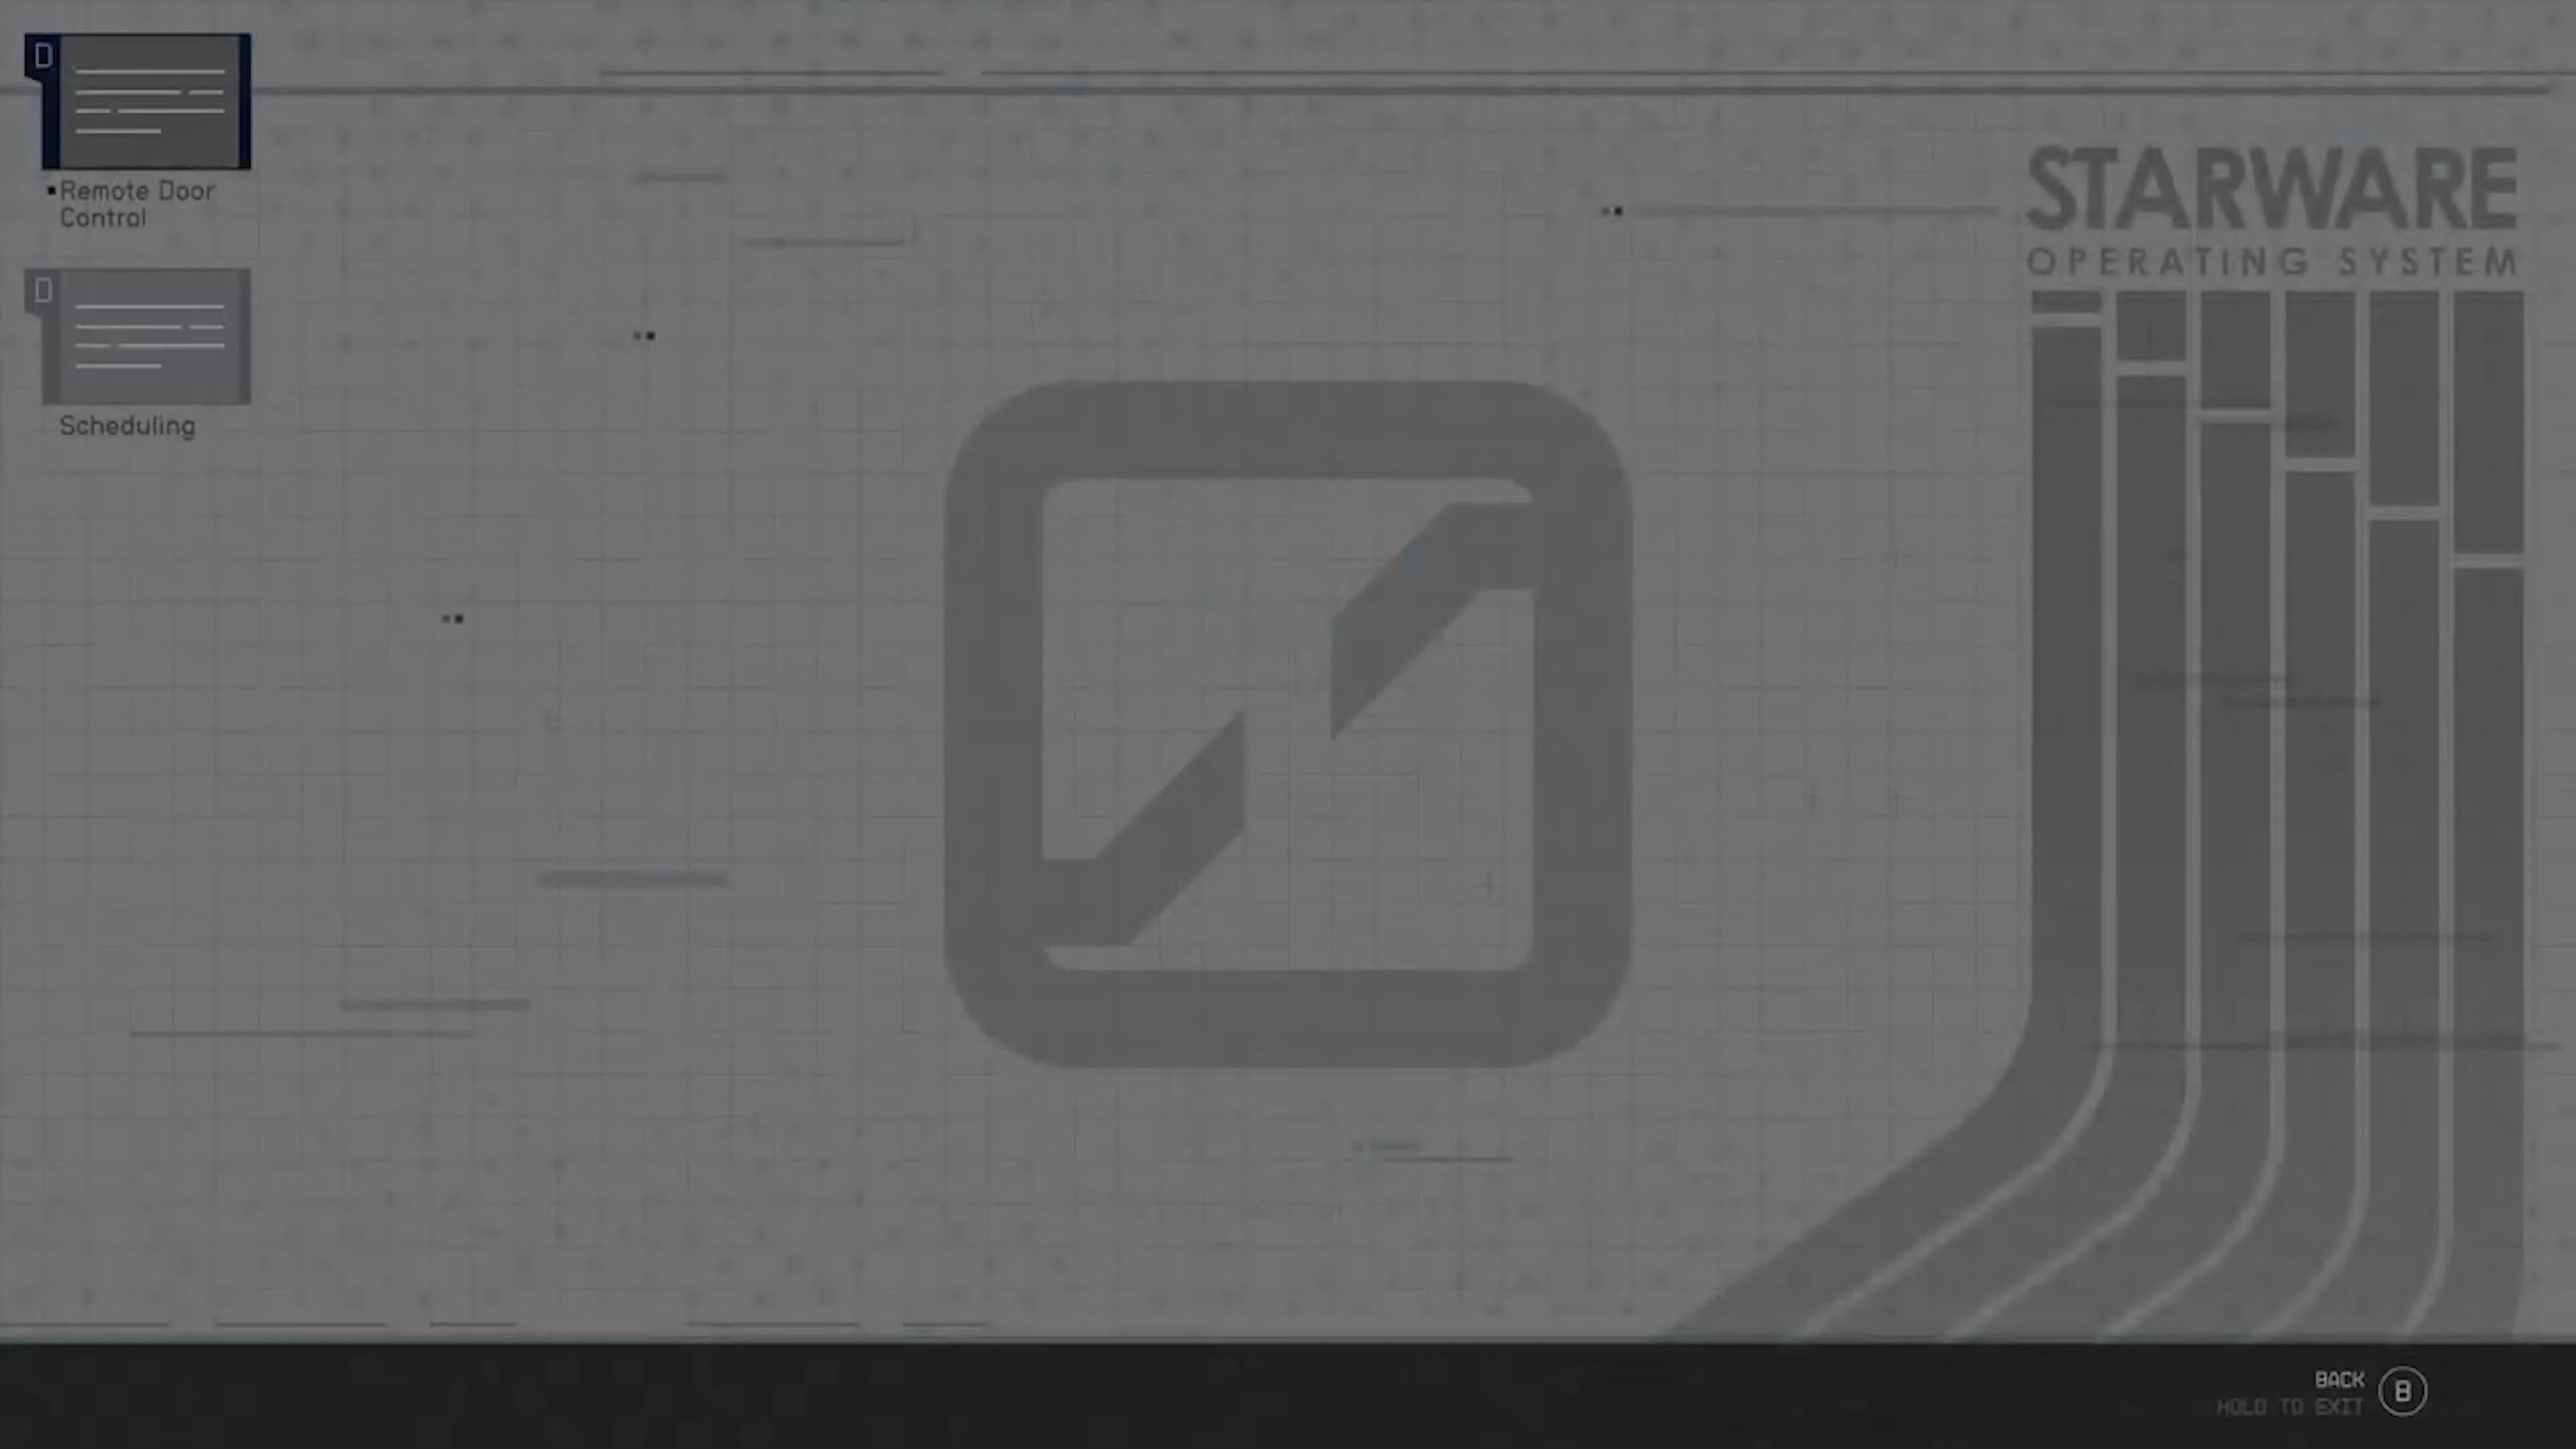 Remote Door
Control
Scheduling
STARWARE
OPERATING SYSTEM
BACK
HOLD TO EXIT
B